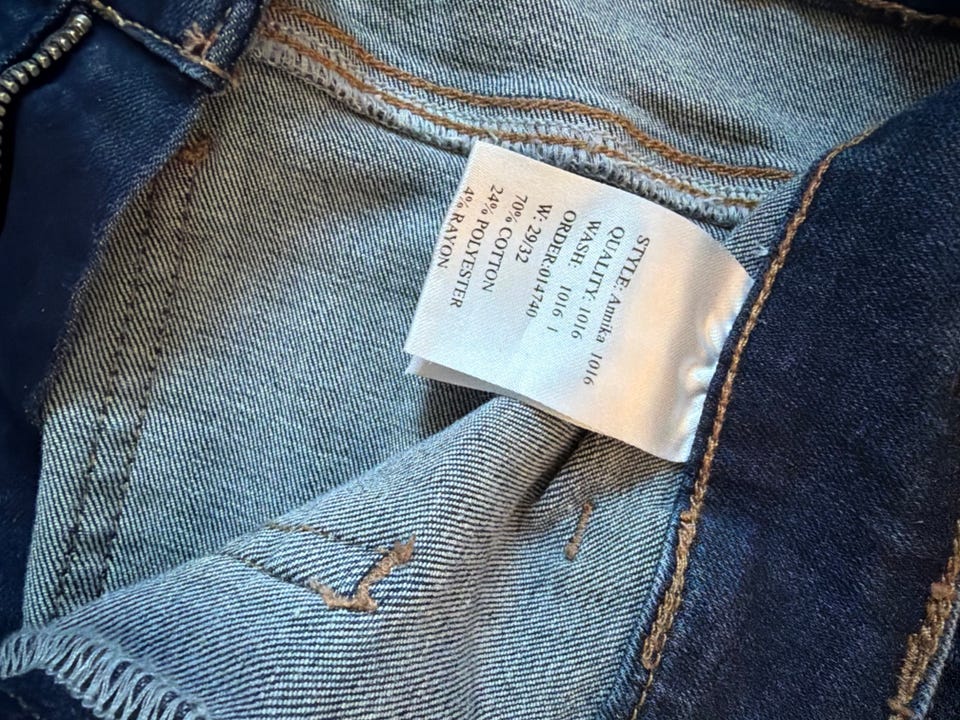 STYLE: Annika 1016
QUALITY: 1016
WASH: 1016 1
ORDER:014740
W: 29/32
70% COTTON
24% POLYESTER
4% RAYON